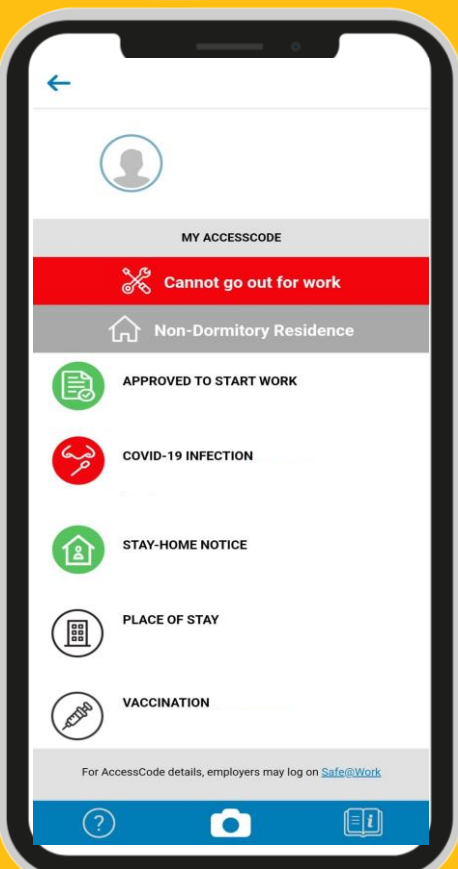 MY ACCESSCODE
Cannot go out for work
Non-Dormitory Residence
APPROVED TO START WORK
COVID-19 INFECTION
STAY-HOME NOTICE
PLACE OF STAY
VACCINATION
For AccessCode details, employers may log on Safe@Work